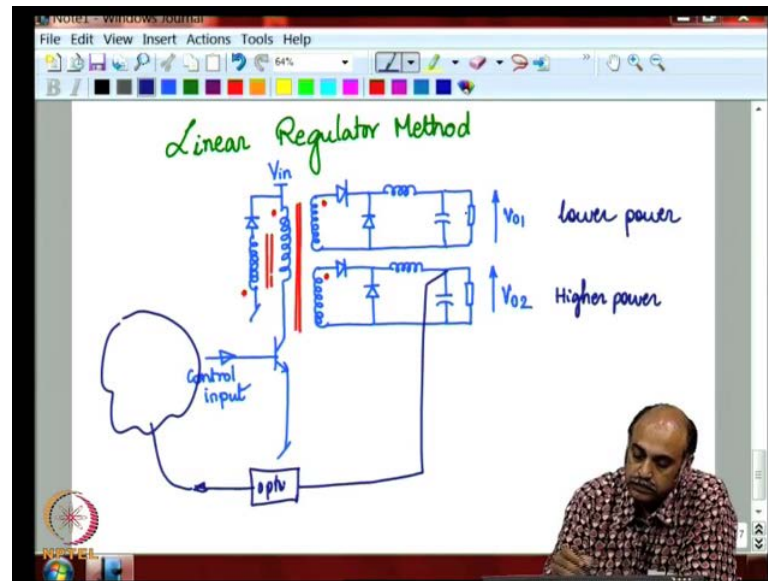 Note1 - Windows Journal
File Edit View Insert Actions Tools Help
64%
B I
Linear Regulator Method
Vin
Vo1 lower power
Vo2 Higher power
Control
input
opto
NPTEL